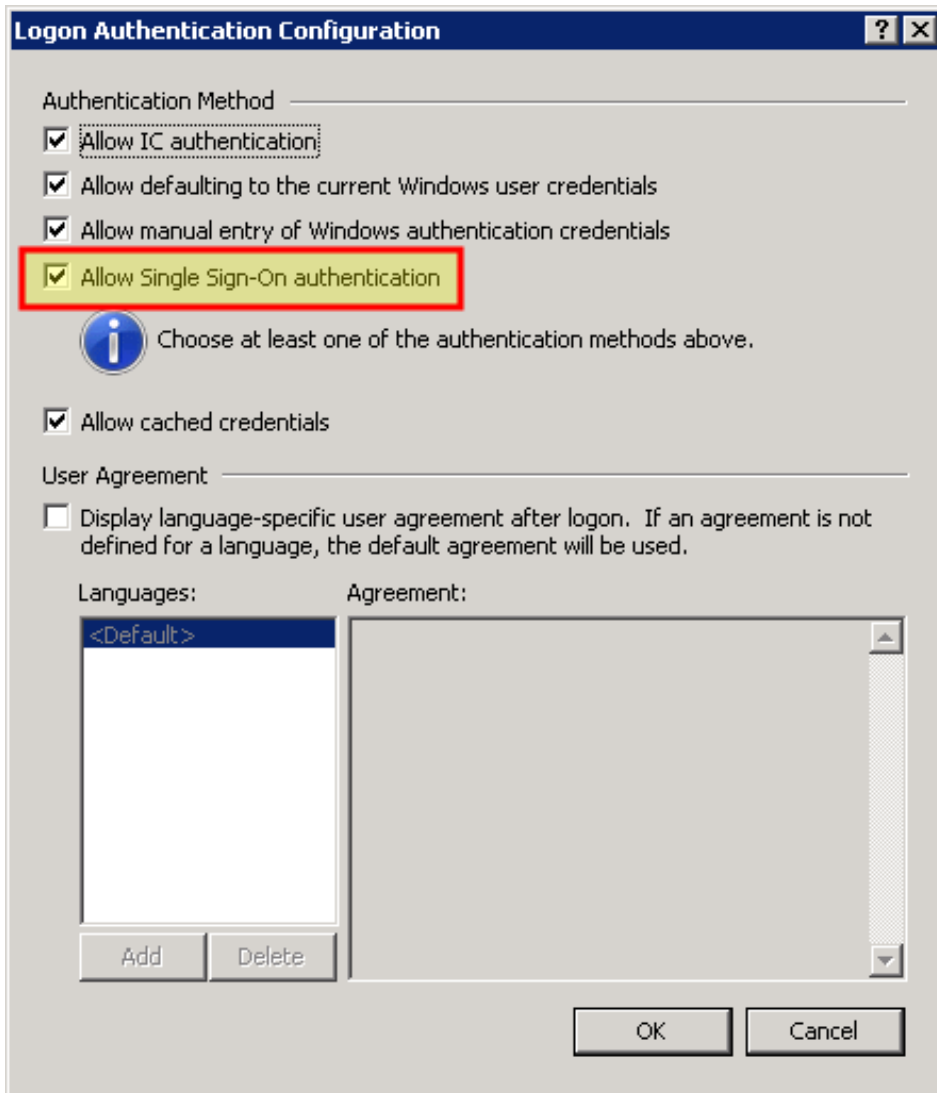 Logon Authentication Configuration
Authentication Method
Allow IC authentication
Allow defaulting to the current Windows user credentials
Allow manual entry of Windows authentication credentials
Allow Single Sign-On authentication
Choose at least one of the authentication methods above.
Allow cached credentials
User Agreement
Display language-specific user agreement after logon.  If an agreement is not
defined for a language, the default agreement will be used.
Languages:
Agreement:
<Default>
Add
Delete
OK
Cancel